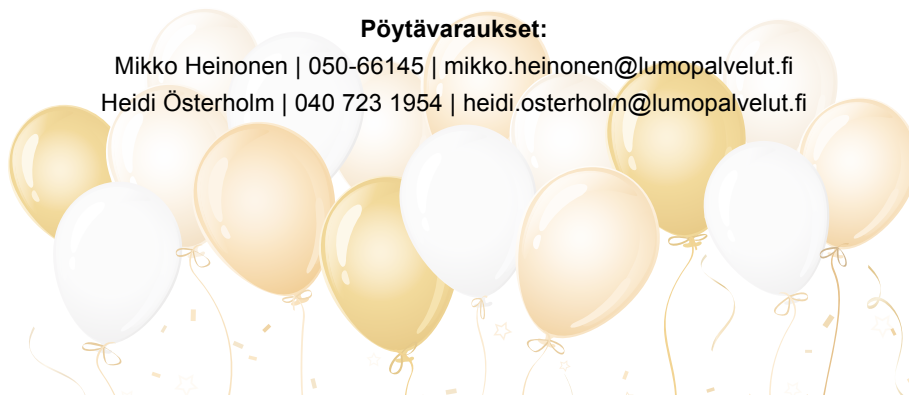 Pöytävaraukset:
Mikko Heinonen | 050-66145 | mikko.heinonen@lumopalvelut.fi
Heidi Österholm | 040 723 1954 | heidi.osterholm@lumopalvelut.fi